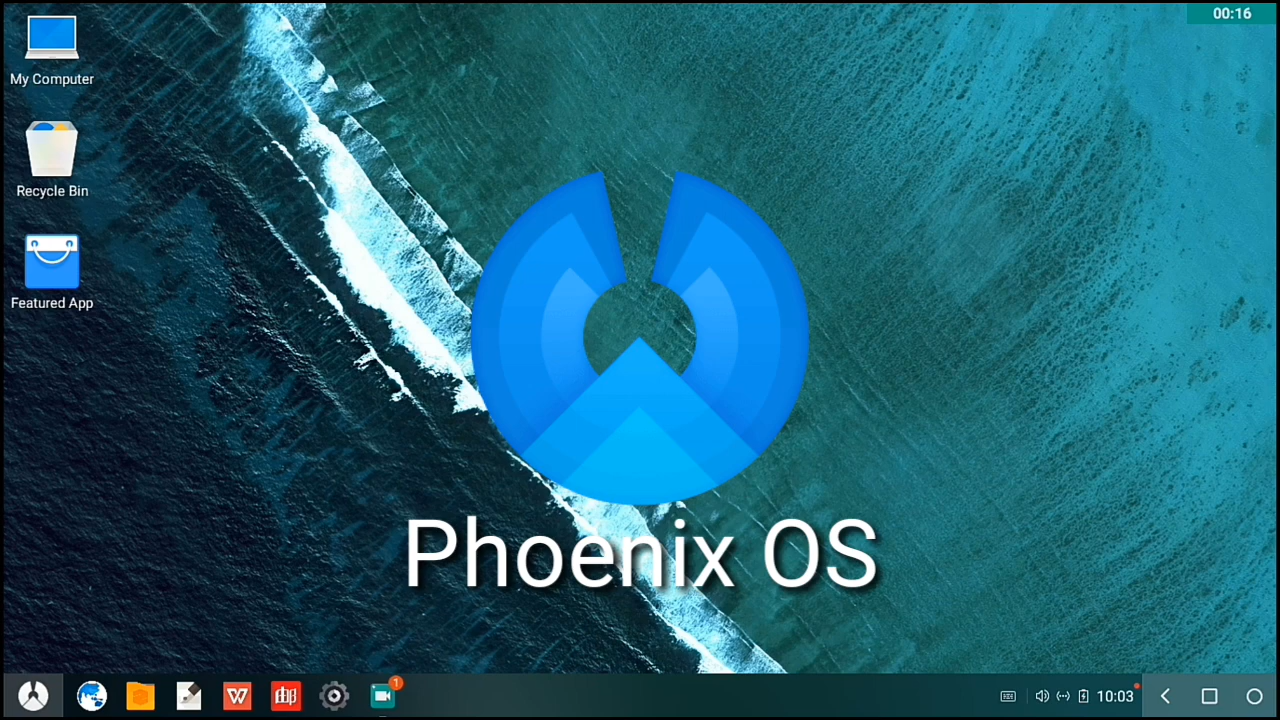 00:16
My Computer
Recycle Bin
Featured App
Phoenix OS
W
1
10:03